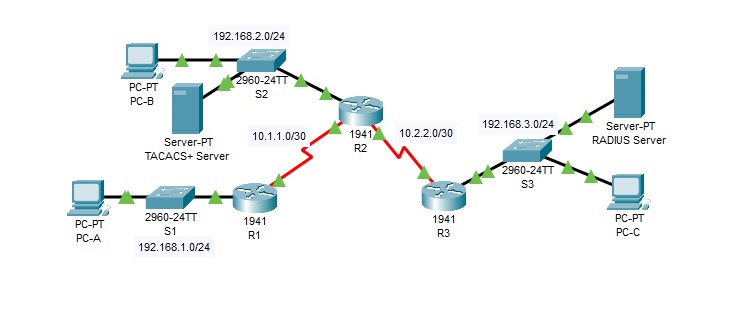 192.168.2.0/24
PC-PT
PC-B
2960-24TT
S2
Server-PT
TACACS+ Server
10.1.1.0/30
1941
R2
10.2.2.0/30
192.168.3.0/24
Server-PT
RADIUS Server
2960-24TT
S3
PC-PT
PC-A
2960-24TT
S1
192.168.1.0/24
1941
R1
1941
R3
PC-PT
PC-C